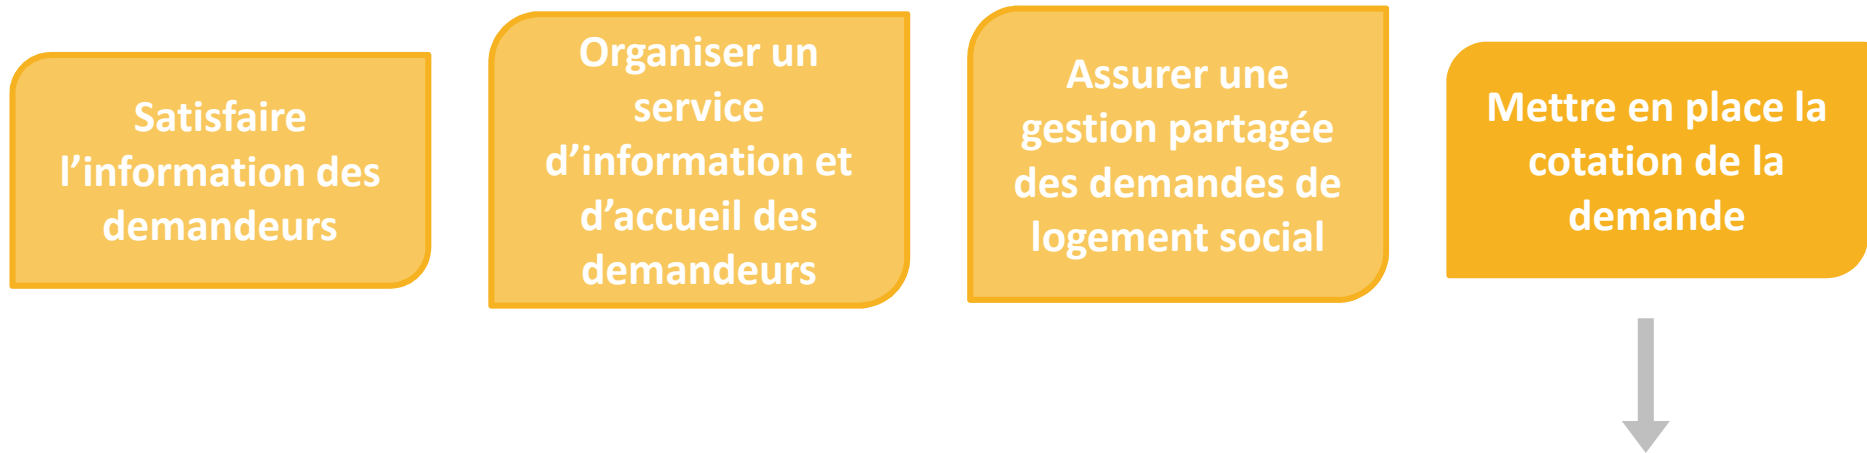 Satisfaire
l’information des
demandeurs
Organiser un
service
d’information et
d’accueil des
demandeurs
Assurer une
gestion partagée
des demandes de
logement social
Mettre en place la
cotation de la
demande